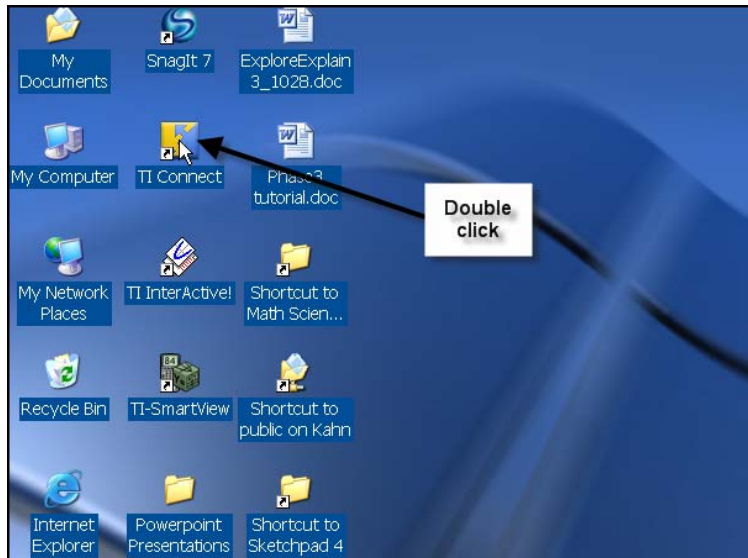 My
Documents
SnagIt 7
ExploreExplain
3_1028.doc
My Computer
TI Connect
Phase3
tutorial.doc
Double
click
My Network
Places
TI InterActive!
Shortcut to
Math Scien...
Recycle Bin
84
TI-SmartView
Shortcut to
public on Kahn
Internet
Explorer
Powerpoint
Presentations
Shortcut to
Sketchpad 4